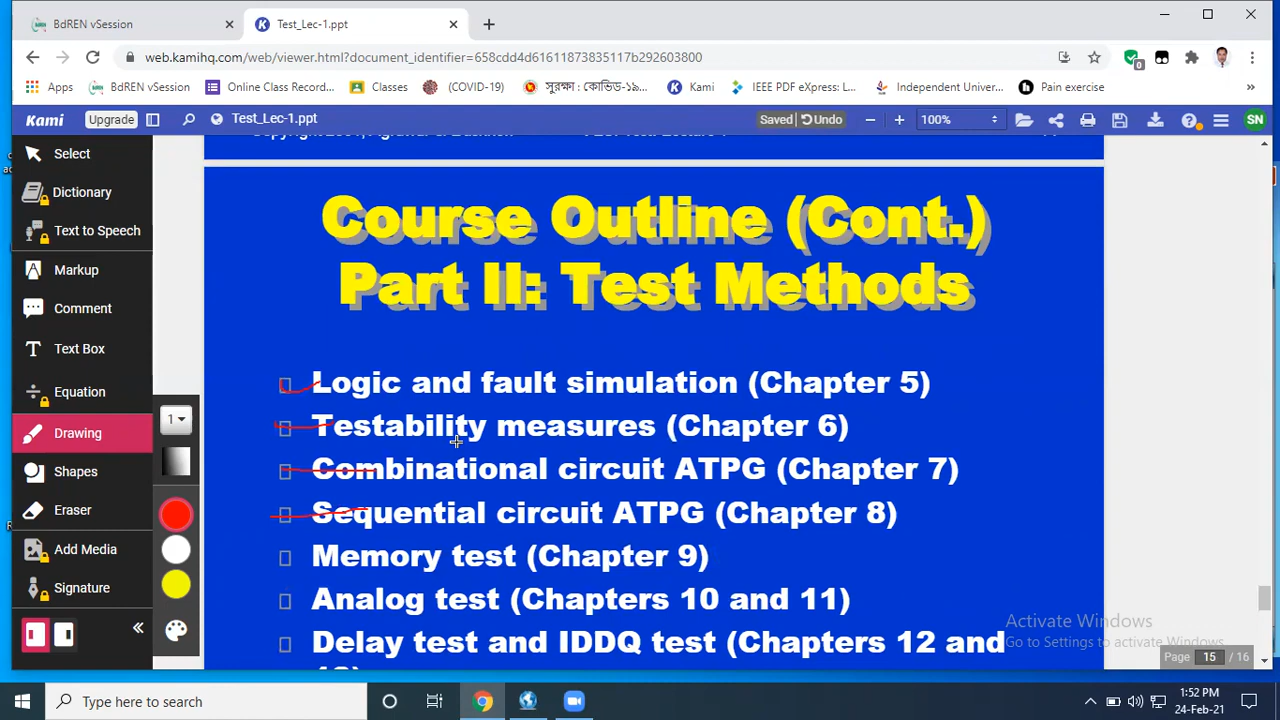 BdREN vSession
Test_Lec-1.ppt
web.kamihq.com/web/viewer.html?document_identifier=658cdd4d61611873835117b292603800
Apps BdREN vSession Online Class Record... Classes (COVID-19) সুরক্ষা : কোভিড-১৯... Kami IEEE PDF eXpress: L... Independent Univer... Pain exercise
Kami Upgrade Test_Lec-1.ppt Saved Undo 100% SN
Select
Dictionary
Text to Speech
Markup
Comment
Text Box
Equation
Drawing
Shapes
Eraser
Add Media
Signature
1
Course Outline (Cont.)
Part II: Test Methods
Logic and fault simulation (Chapter 5)
Testability measures (Chapter 6)
Combinational circuit ATPG (Chapter 7)
Sequential circuit ATPG (Chapter 8)
Memory test (Chapter 9)
Analog test (Chapters 10 and 11)
Delay test and IDDQ test (Chapters 12 and
Activate Windows
Go to Settings to activate Windows.
Page 15 / 16
Type here to search
1:52 PM
24-Feb-21